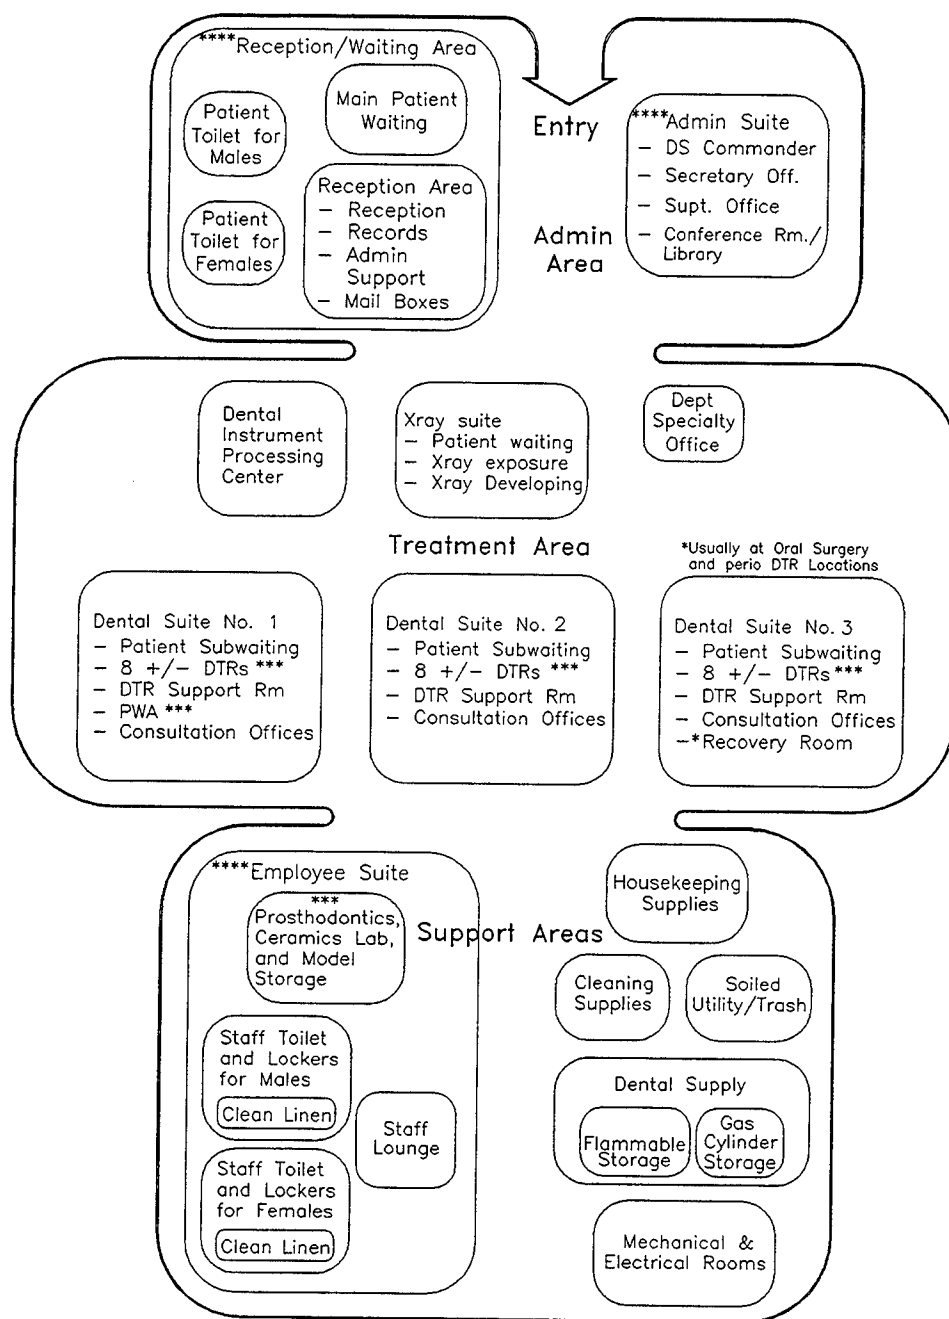 ****Reception/Waiting Area
Patient
Toilet for
Males
Main Patient
Waiting
Patient
Toilet for
Females
Reception Area
– Reception
– Records
– Admin
Support
– Mail Boxes
Entry
Admin
Area
****Admin Suite
– DS Commander
– Secretary Off.
– Supt. Office
– Conference Rm./
Library
Dental
Instrument
Processing
Center
Xray suite
– Patient waiting
– Xray exposure
– Xray Developing
Dept
Specialty
Office
Treatment Area
*Usually at Oral Surgery
and perio DTR Locations
Dental Suite No. 1
– Patient Subwaiting
– 8 +/– DTRs ***
– DTR Support Rm
– PWA ***
– Consultation Offices
Dental Suite No. 2
– Patient Subwaiting
– 8 +/– DTRs ***
– DTR Support Rm
– Consultation Offices
Dental Suite No. 3
– Patient Subwaiting
– 8 +/– DTRs ***
– DTR Support Rm
– Consultation Offices
–*Recovery Room
****Employee Suite
***
Prosthodontics,
Ceramics Lab,
and Model
Storage
Support Areas
Housekeeping
Supplies
Cleaning
Supplies
Soiled
Utility/Trash
Staff Toilet
and Lockers
for Males
Clean Linen
Staff
Lounge
Staff Toilet
and Lockers
for Females
Clean Linen
Dental Supply
Flammable
Storage
Gas
Cylinder
Storage
Mechanical &
Electrical Rooms